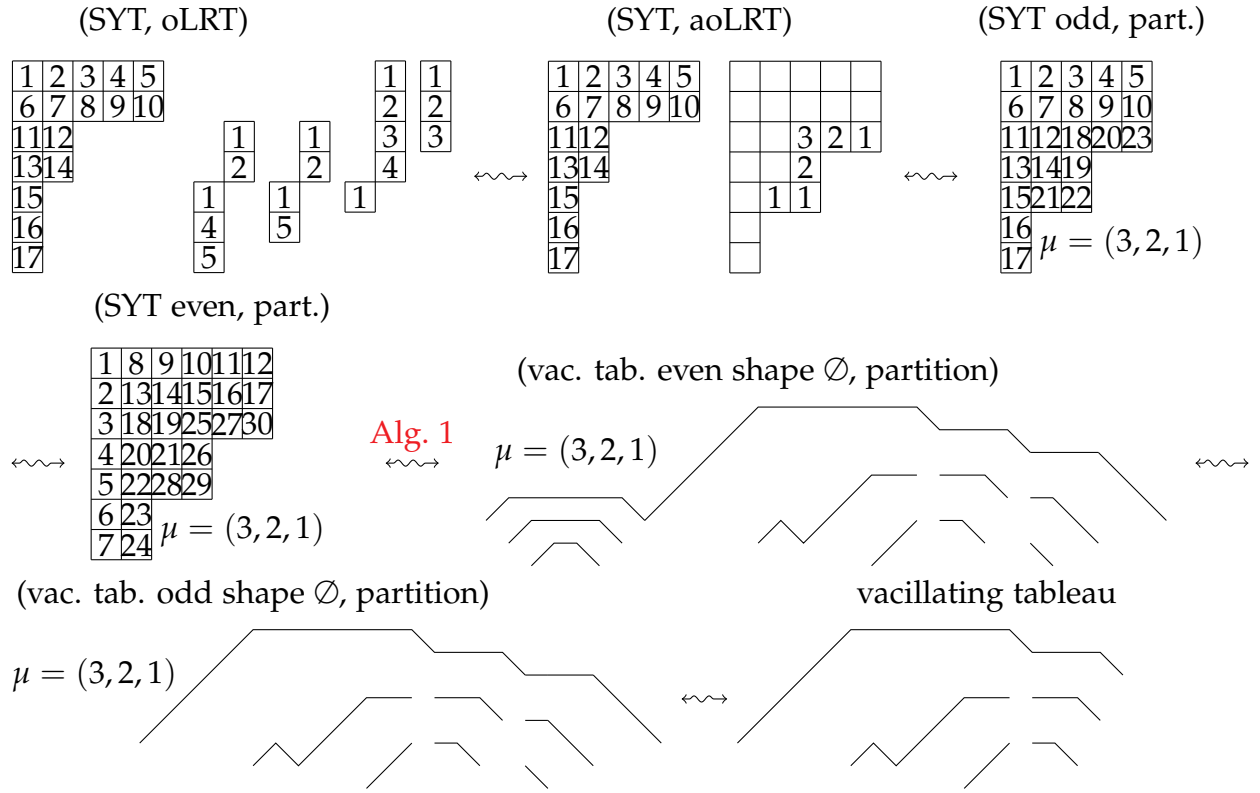 (SYT, oLRT) (SYT, aoLRT) (SYT odd, part.)
1 2 3 4 5 1 1 1 2 3 4 5 1 2 3 4 5
6 7 8 9 10 2 2 6 7 8 9 10 6 7 8 9 10
11 12 1 1 3 3 11 12 3 2 1 11 12 18 20 23
13 14 2 2 4 13 14 2 13 14 19
15 1 1 1 15 1 1 15 21 22
16 4 5 16 16 μ = (3, 2, 1)
17 5 17 17
(SYT even, part.)
1 8 9 10 11 12
(vac. tab. even shape ∅, partition)
2 13 14 15 16 17
3 18 19 25 27 30
Alg. 1
4 20 21 26
μ = (3, 2, 1)
5 22 28 29
6 23 μ = (3, 2, 1)
7 24
(vac. tab. odd shape ∅, partition) vacillating tableau
μ = (3, 2, 1)